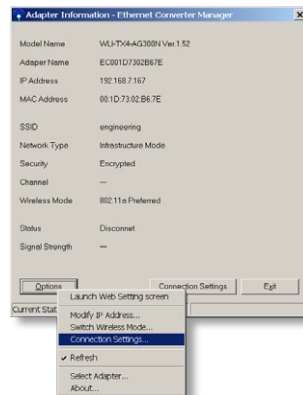 Adapter Information - Ethernet Converter Manager
Model Name WLI-TX4-AG300N Ver.1.52
Adaper Name EC001D7302B67E
IP Address 192.168.7.167
MAC Address 00:1D:73:02:B6:7E
SSID engineering
Network Type Infrastructure Mode
Security Encrypted
Channel ---
Wireless Mode 802.11a Preferred
Status Disconnet
Signal Strength ---
Options Connection Settings Exit
Current Stat
Launch Web Setting screen
Modify IP Address...
Switch Wireless Mode...
Connection Settings...
Refresh
Select Adapter...
About...